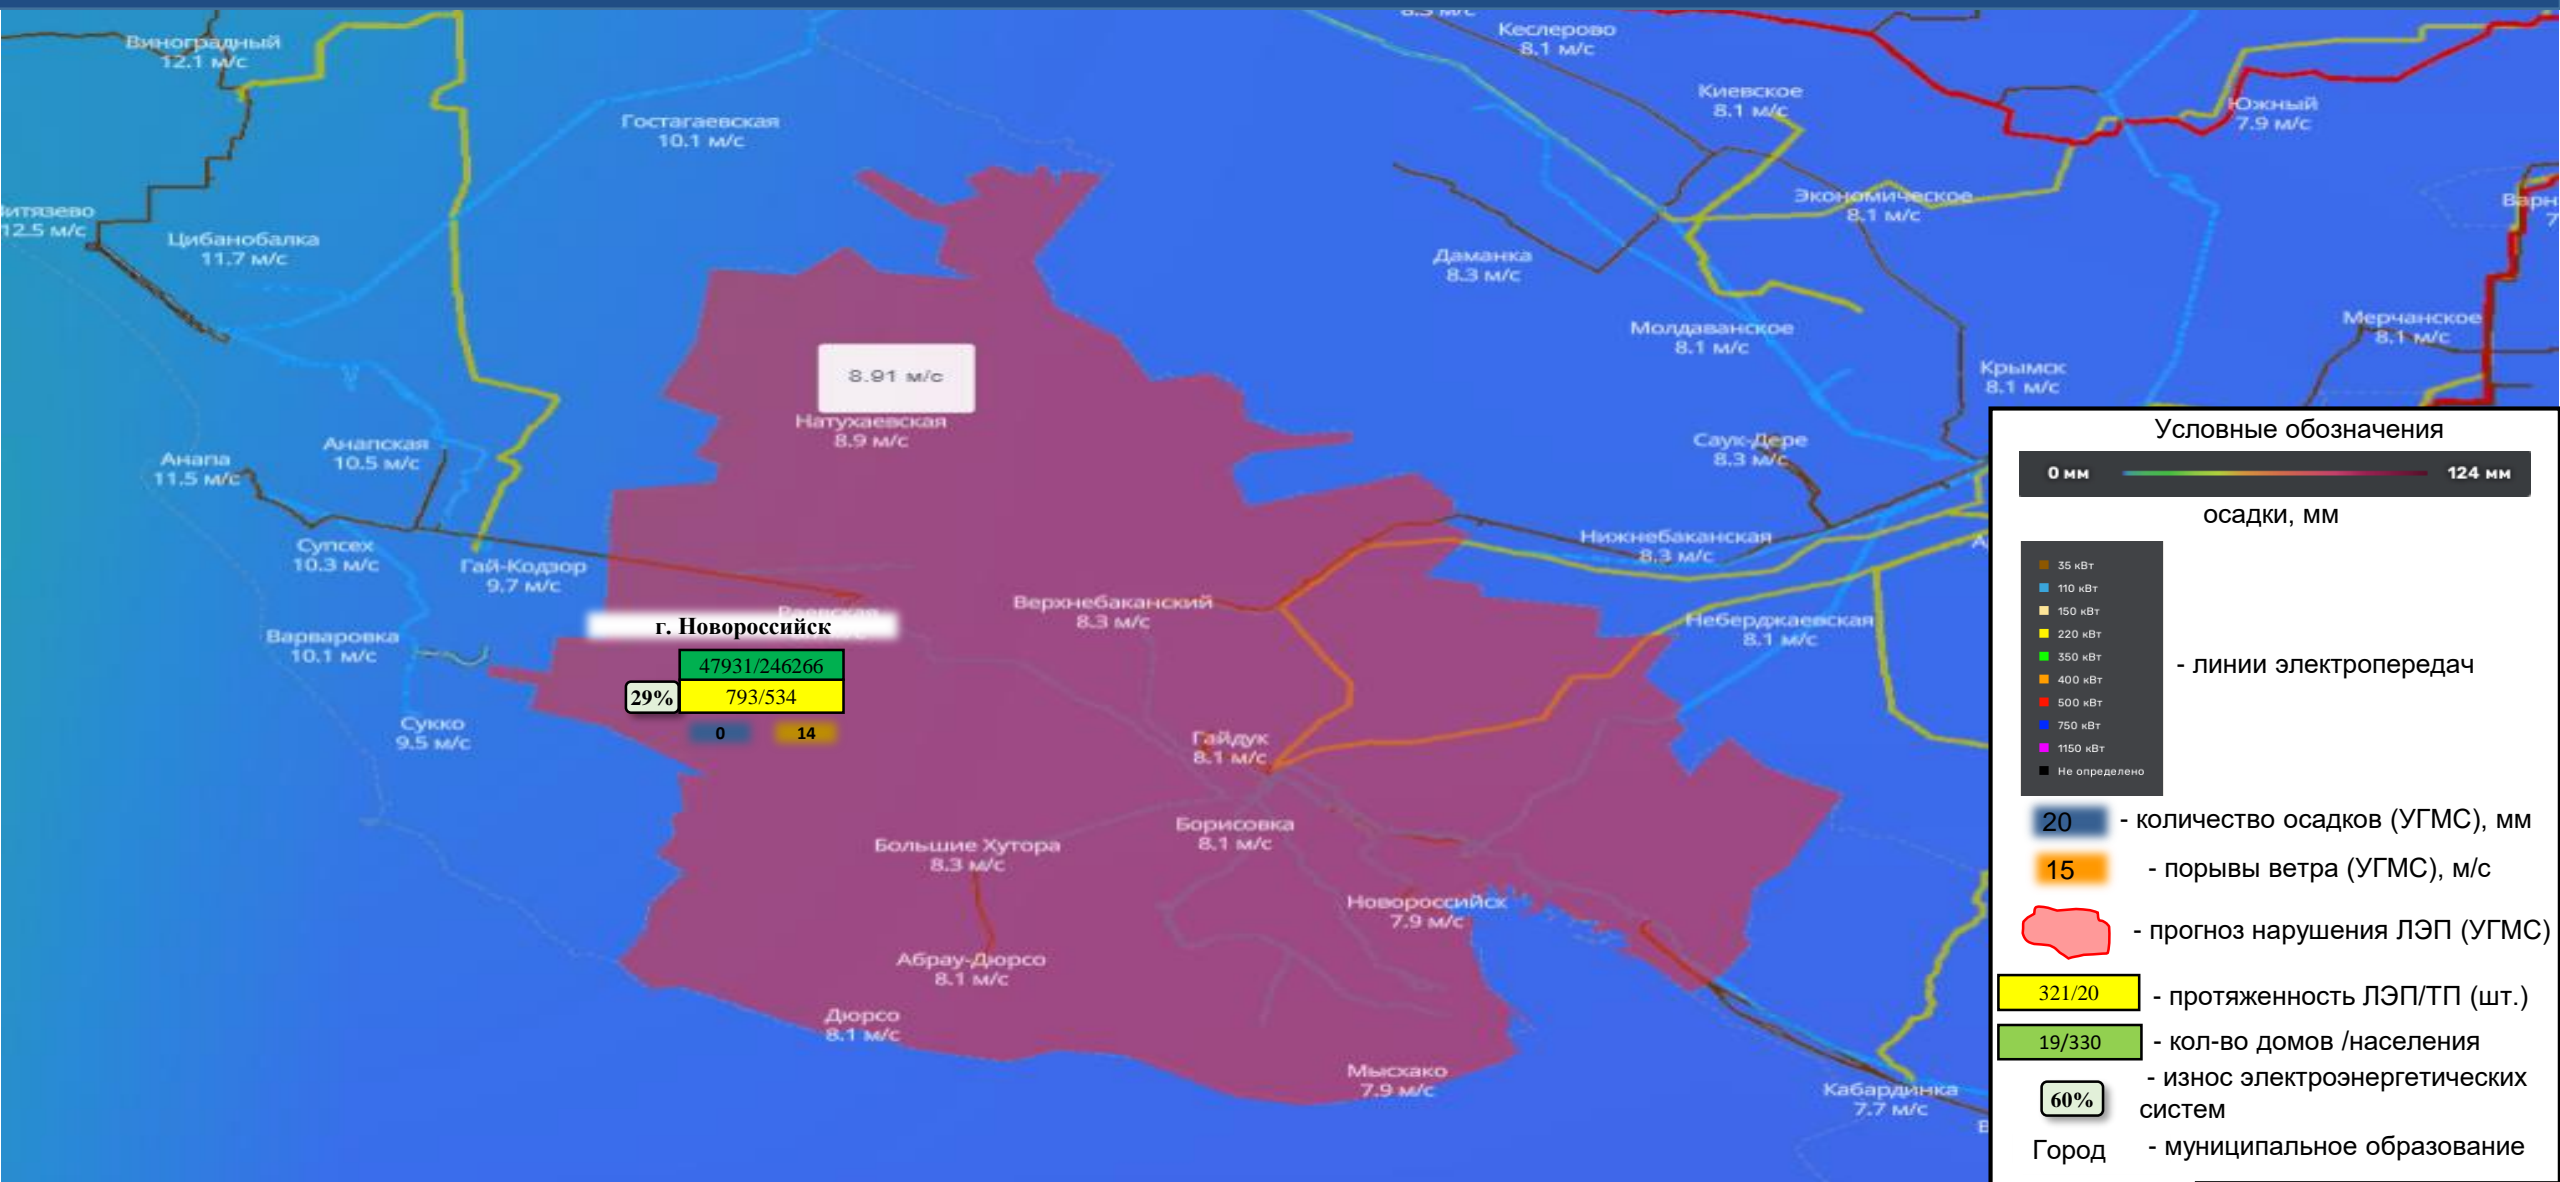 Виноградный
12.1 м/с
Гостагаевская
10.1 м/с
12.5 м/с
Цибанобалка
11.7 м/с
Кеслерово
8.1 м/с
Киевское
8.1 м/с
Южный
7.9 м/с
Экономическое
8.1 м/с
Даманка
8.3 м/с
Молдаванское
8.1 м/с
Мерчанское
8.1 м/с
Крымск
8.1 м/с
8.91 м/с
Натухаевская
8.9 м/с
Анапская
10.5 м/с
Анапа
11.5 м/с
Саук-Дере
8.3 м/с
Супсех
10.3 м/с
Гай-Кодзор
9.7 м/с
Нижнебаканская
8.3 м/с
Верхнебаканский
8.3 м/с
Раевская
Неберджаевская
8.1 м/с
Варваровка
10.1 м/с
г. Новороссийск
47931/246266
29%
793/534
0
14
Сукко
9.5 м/с
Гайдук
8.1 м/с
Борисовка
8.1 м/с
Большие Хутора
8.3 м/с
Новороссийск
7.9 м/с
Абрау-Дюрсо
8.1 м/с
Дюрсо
8.1 м/с
Мысхако
7.9 м/с
Кабардинка
7.7 м/с
Условные обозначения
0 мм
124 мм
осадки, мм
35 кВт
110 кВт
150 кВт
220 кВт
350 кВт
400 кВт
500 кВт
750 кВт
1150 кВт
Не определено
- линии электропередач
20 - количество осадков (УГМС), мм
15 - порывы ветра (УГМС), м/с
- прогноз нарушения ЛЭП (УГМС)
321/20 - протяженность ЛЭП/ТП (шт.)
19/330 - кол-во домов /населения
60% - износ электроэнергетических
систем
Город - муниципальное образование